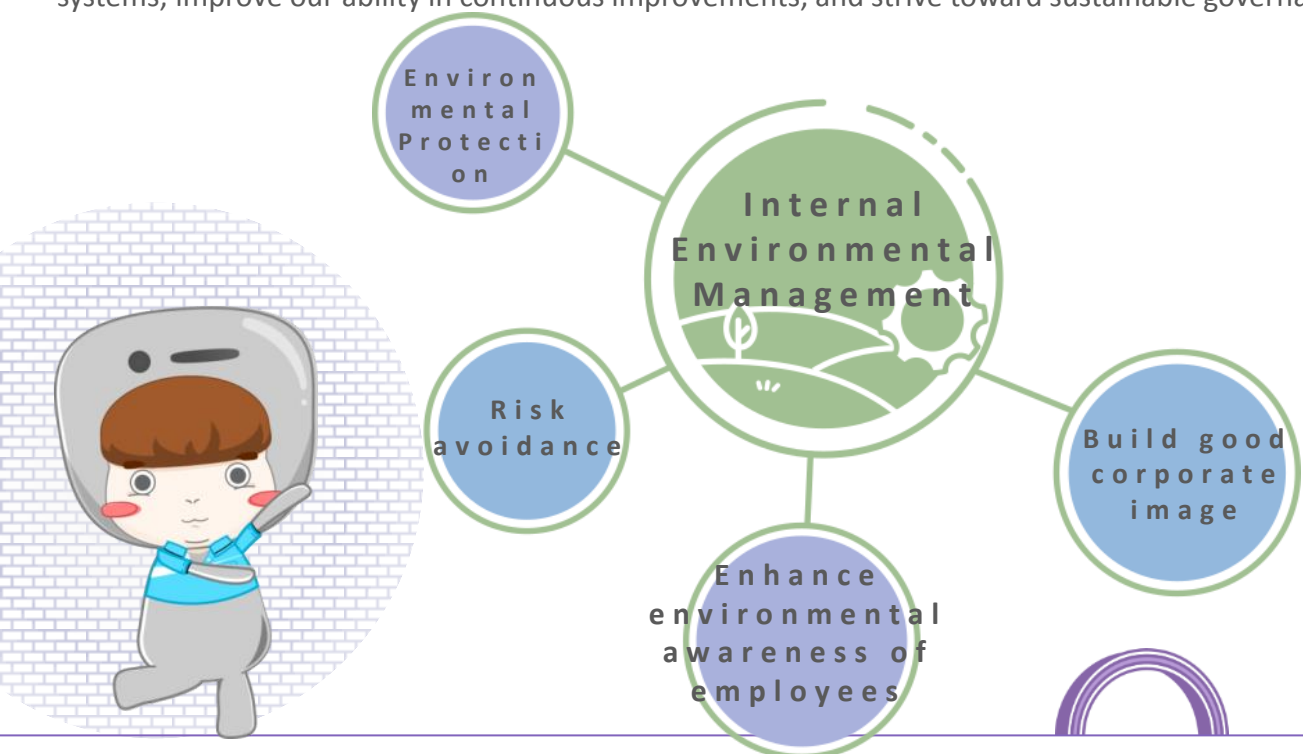 systems, improve our ability in continuous improvements, and strive toward sustainable governa
Environ
mental
Protecti
on
Internal
Environmental
Management
Risk
avoidance
Build good
corporate
image
Enhance
environmental
awareness of
employees